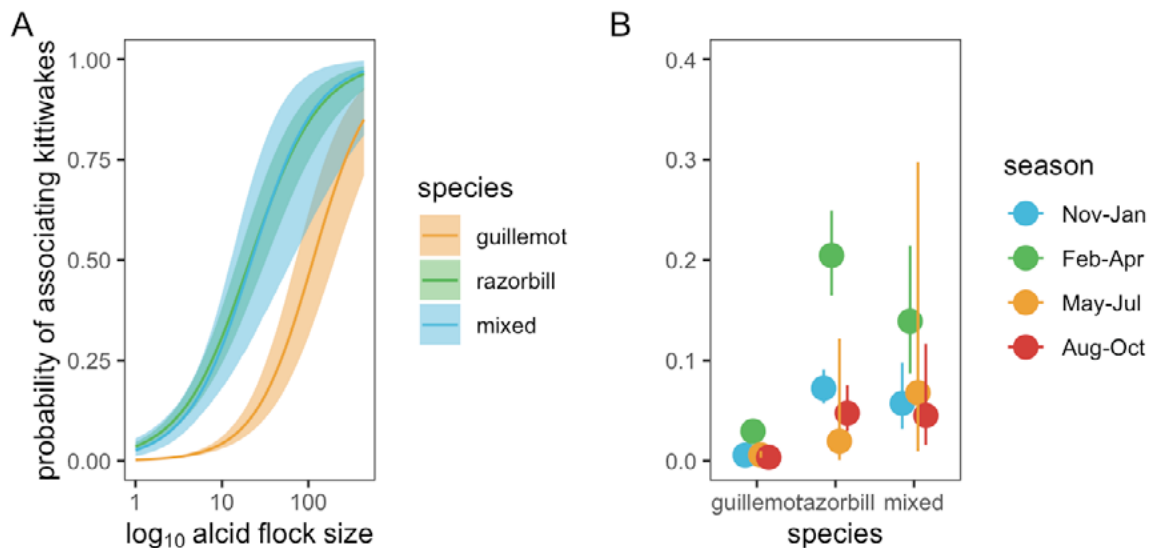 A
probability of associating kittiwakes
1.00
0.75
0.50
0.25
0.00
1
10
100
log₁₀ alcid flock size
species
guillemot
razorbill
mixed
B
0.4
0.3
0.2
0.1
0.0
guillemot
razorbill
mixed
species
season
Nov-Jan
Feb-Apr
May-Jul
Aug-Oct